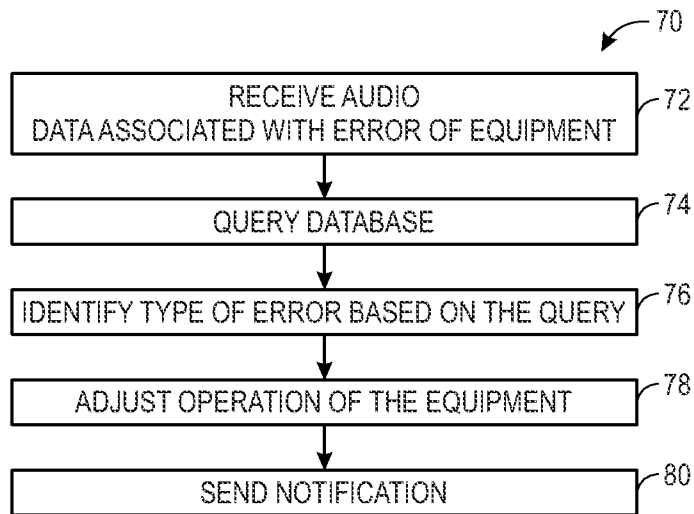 70
RECEIVE AUDIO
DATA ASSOCIATED WITH ERROR OF EQUIPMENT
72
QUERY DATABASE
74
IDENTIFY TYPE OF ERROR BASED ON THE QUERY
76
ADJUST OPERATION OF THE EQUIPMENT
78
SEND NOTIFICATION
80